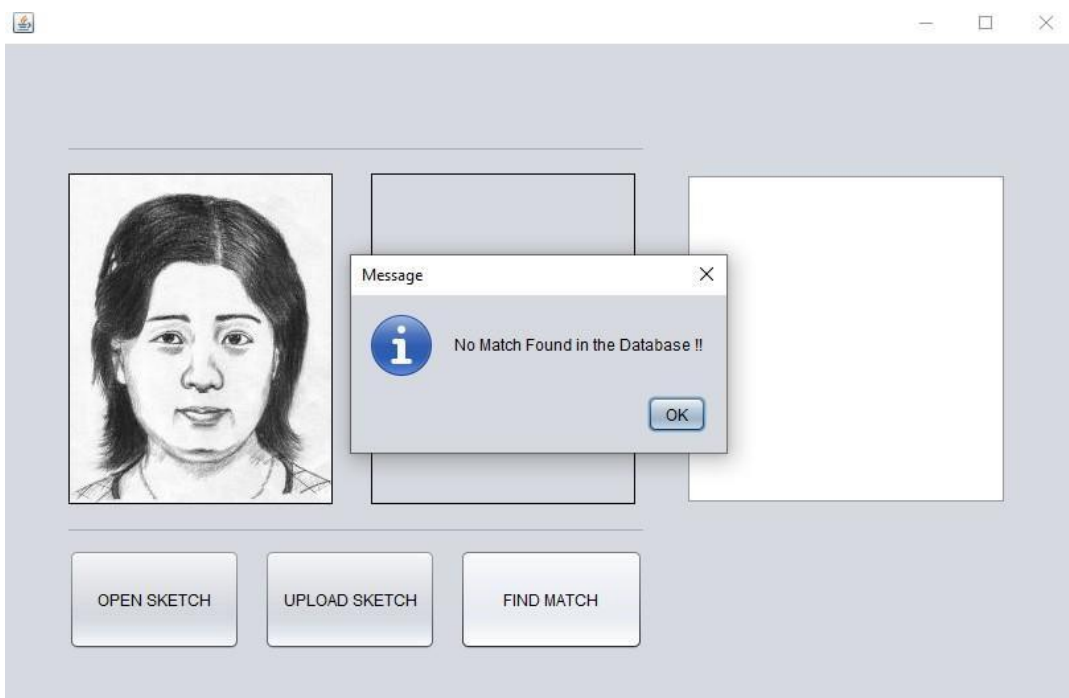 Message
No Match Found in the Database !!
OK
OPEN SKETCH
UPLOAD SKETCH
FIND MATCH